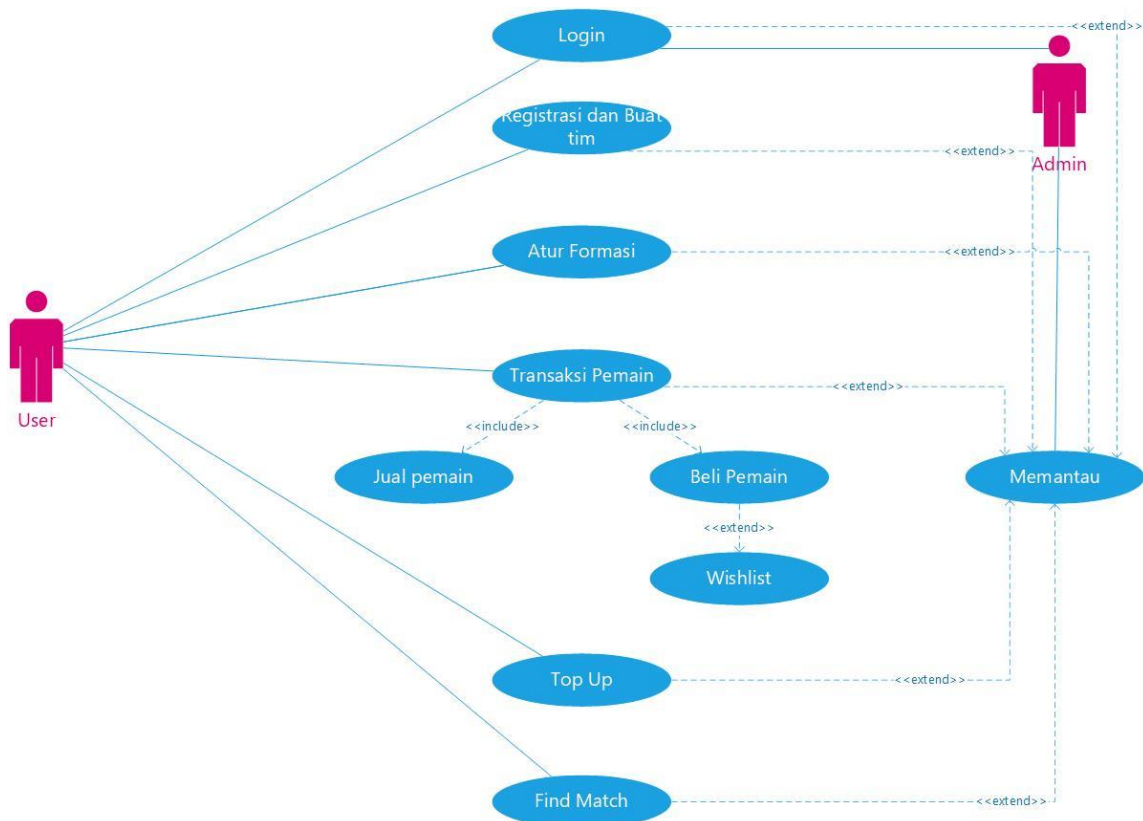 Login
<<extend>>
Registrasi dan Buat
tim
<<extend>>
Admin
Atur Formasi
<<extend>>
User
Transaksi Pemain
<<extend>>
<<include>>
<<include>>
Jual pemain
Beli Pemain
Memantau
<<extend>>
Wishlist
Top Up
<<extend>>
Find Match
<<extend>>